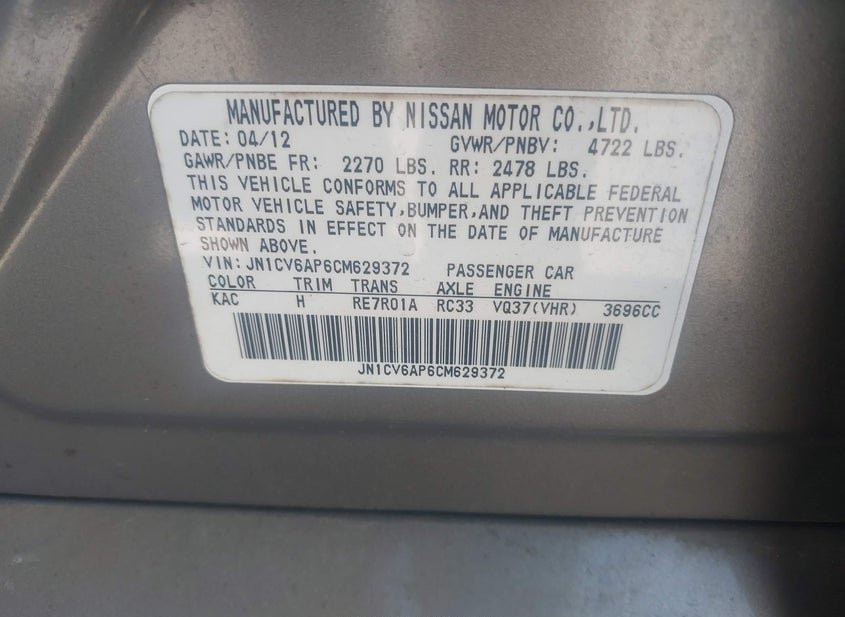 MANUFACTURED BY NISSAN MOTOR CO.,LTD.
DATE: 04/12 GVWR/PNBV: 4722 LBS.
GAWR/PNBE FR: 2270 LBS. RR: 2478 LBS.
THIS VEHICLE CONFORMS TO ALL APPLICABLE FEDERAL
MOTOR VEHICLE SAFETY,BUMPER,AND THEFT PREVENTION
STANDARDS IN EFFECT ON THE DATE OF MANUFACTURE
SHOWN ABOVE.
VIN: JN1CV6AP6CM629372 PASSENGER CAR
COLOR TRIM TRANS AXLE ENGINE
KAC H RE7R01A RC33 VQ37(VHR) 3696CC
JN1CV6AP6CM629372